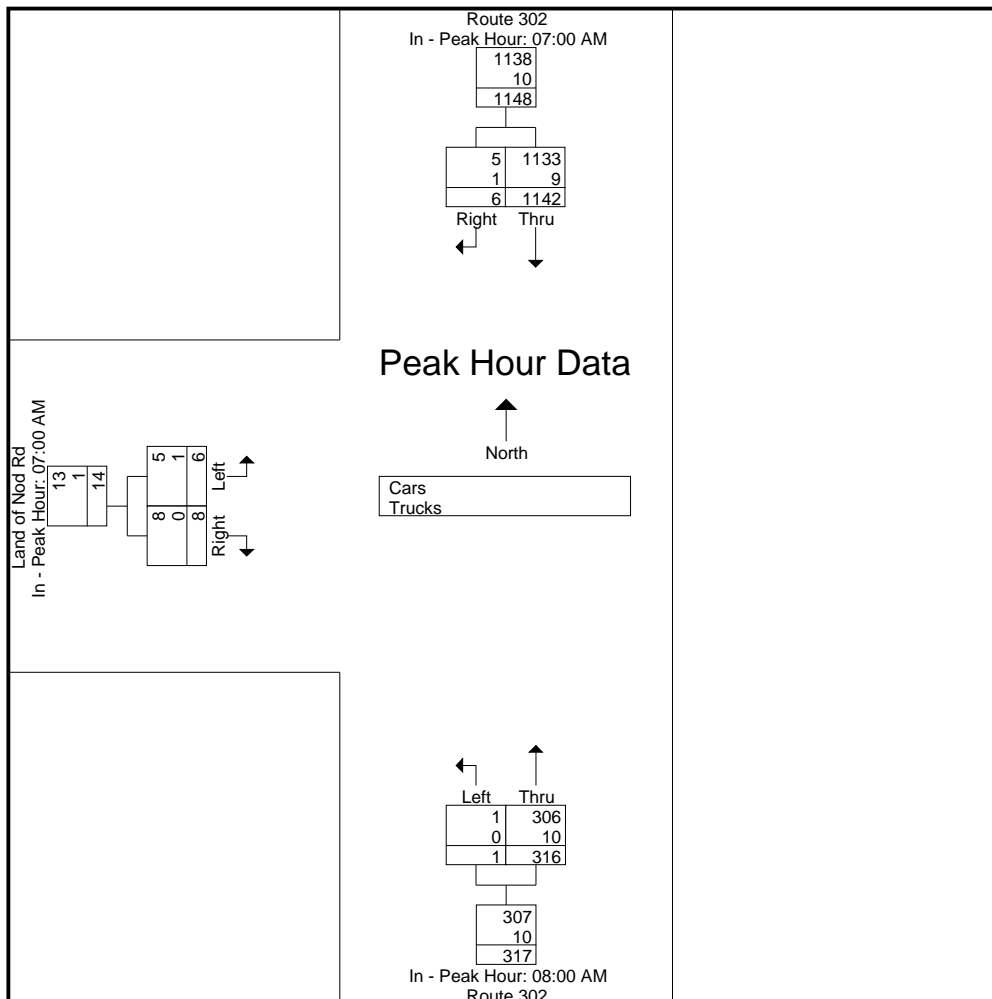 Route 302
In - Peak Hour: 07:00 AM
1138
10
1148
5 1133
1 9
6 1142
Right Thru
Peak Hour Data
North
Cars
Trucks
Land of Nod Rd
In - Peak Hour: 07:00 AM
13
1
14
5 1 6
Left
8 0 8
Right
Left Thru
1 306
0 10
1 316
307
10
317
In - Peak Hour: 08:00 AM
Route 302